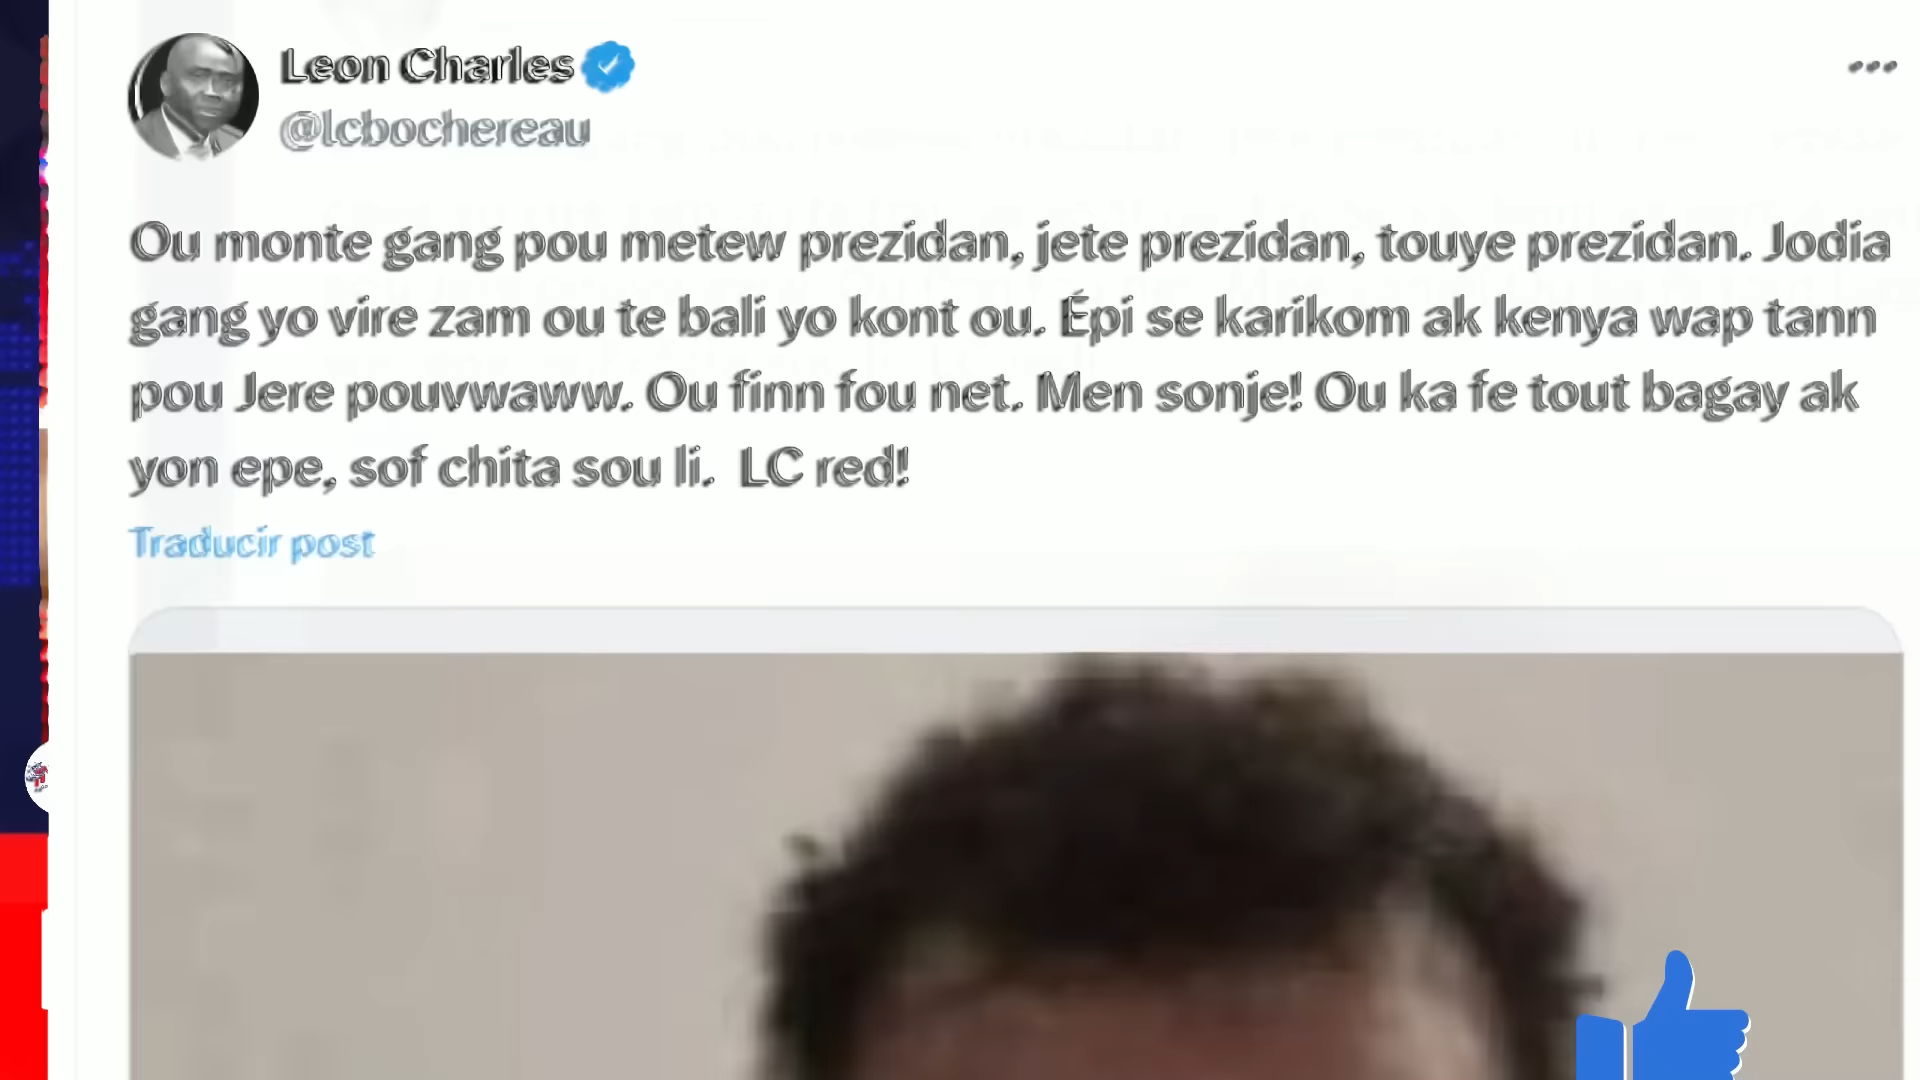 Leon Charles
@lcbochereau
Ou monte gang pou metew prezidan, jete prezidan, touye prezidan. Jodia
gang yo vire zam ou te bali yo kont ou. Épi se karikom ak kenya wap tann
pou Jere pouvwaww. Ou finn fou net. Men sonje! Ou ka fe tout bagay ak
yon epe, sof chita sou li. LC red!
Traducir post